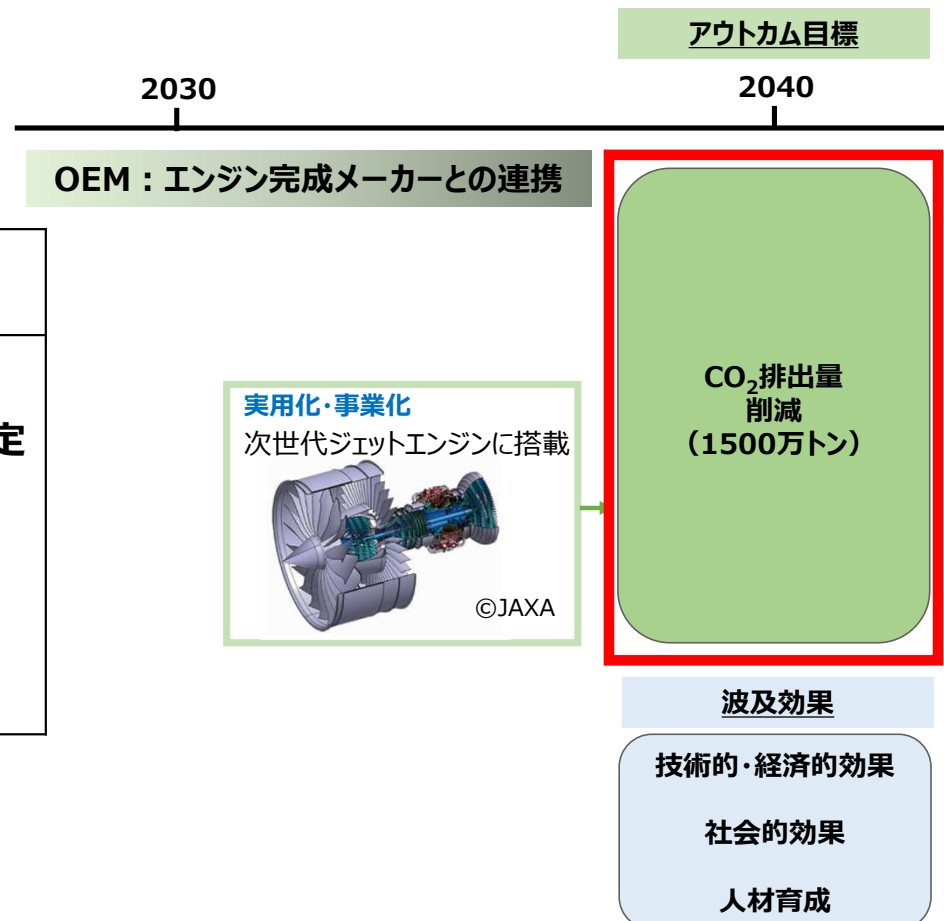 アウトカム目標
2030
2040
OEM：エンジン完成メーカーとの連携
定
実用化・事業化
次世代ジェットエンジンに搭載
©JAXA
CO₂排出量
削減
（1500万トン）
波及効果
技術的・経済的効果
社会的効果
人材育成